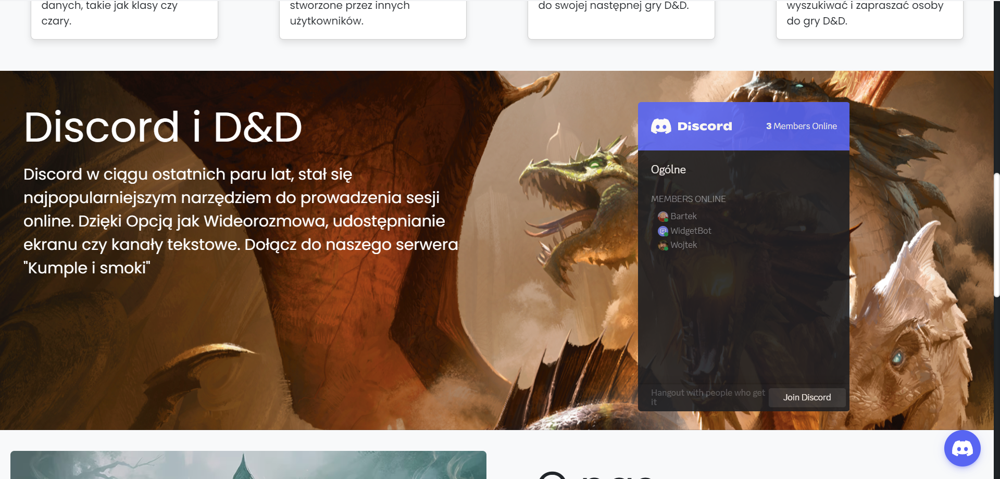 danych, takie jak klasy czy
czary.
stworzone przez innych
użytkowników.
do swojej następnej gry D&D.
wyszukiwać i zapraszać osoby
do gry D&D.
Discord i D&D
Discord w ciągu ostatnich paru lat, stał się
najpopularniejszym narzędziem do prowadzenia sesji
online. Dzięki Opcją jak Wideorozmowa, udostępnianie
ekranu czy kanały tekstowe. Dołącz do naszego serwera
"Kumple i smoki"
Discord
3 Members Online
Ogólne
MEMBERS ONLINE
Bartek
WidgetBot
Wojtek
Hangout with people who get
it
Join Discord